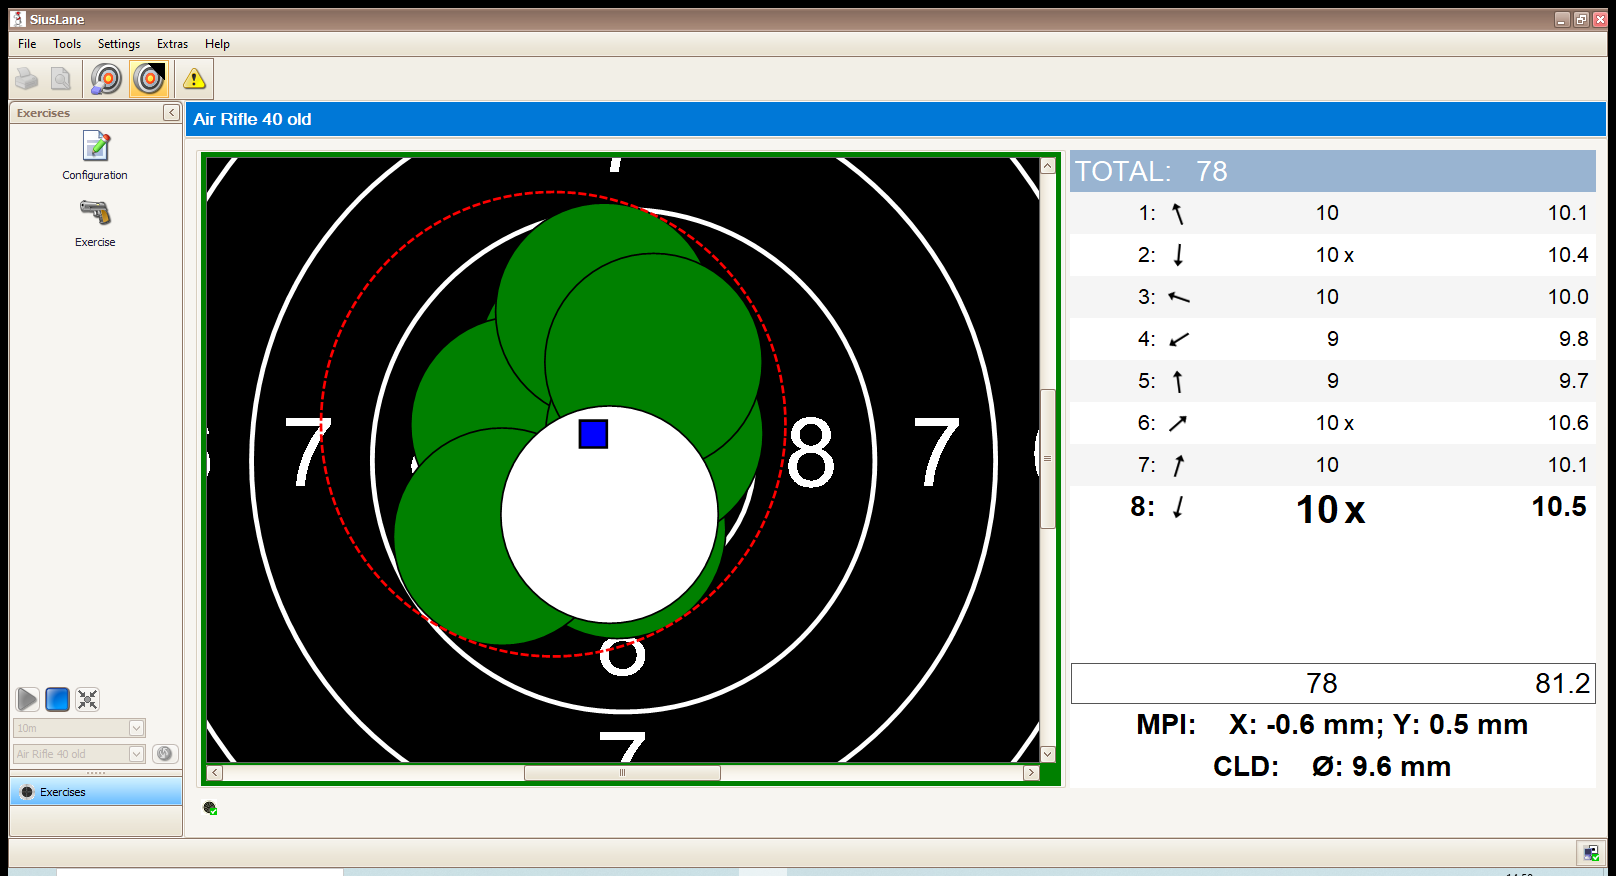 SiusLane
File Tools Settings Extras Help
Exercises
Configuration
Exercise
10m
Air Rifle 40 old
Exercises
Air Rifle 40 old
7 8 7
8
7
TOTAL: 78
1: 10 10.1
2: 10 x 10.4
3: 10 10.0
4: 9 9.8
5: 9 9.7
6: 10 x 10.6
7: 10 10.1
8: 10 x 10.5
78 81.2
MPI: X: -0.6 mm; Y: 0.5 mm
CLD: Ø: 9.6 mm